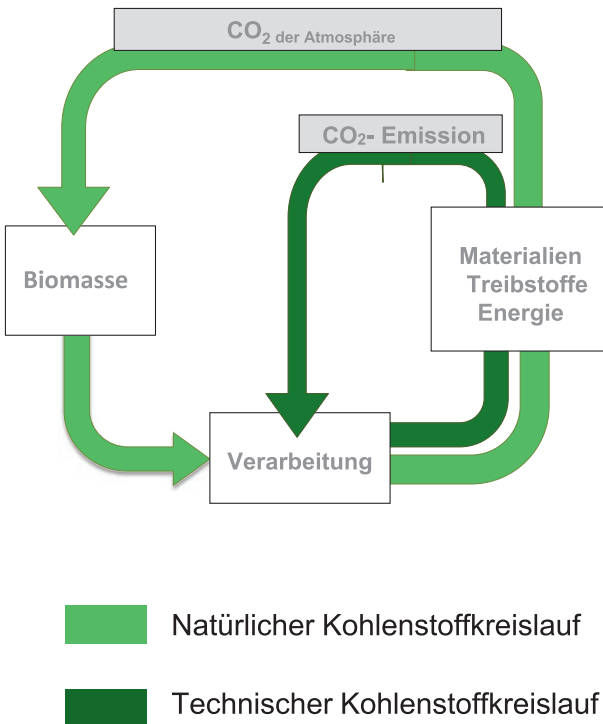 CO2 der Atmosphäre
CO2- Emission
Biomasse
Materialien
Treibstoffe
Energie
Verarbeitung
Natürlicher Kohlenstoffkreislauf
Technischer Kohlenstoffkreislauf